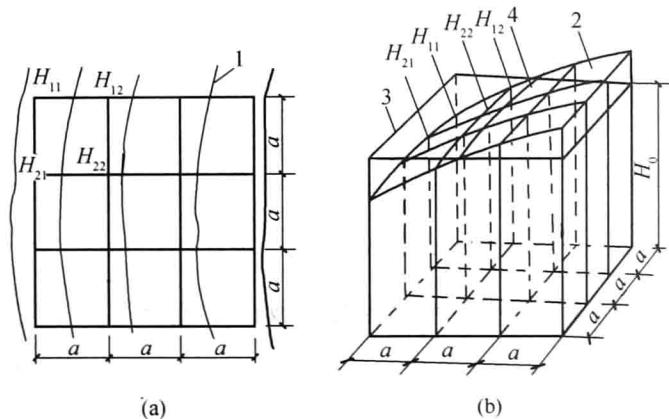 1
H₁₁ H₁₂
H₂₁ H₂₂
a
a
a
a a a
(a)
H₂₁ H₁₁ H₂₂ H₁₂ 4 2
3
H₀
a
a
a
a a a
(b)